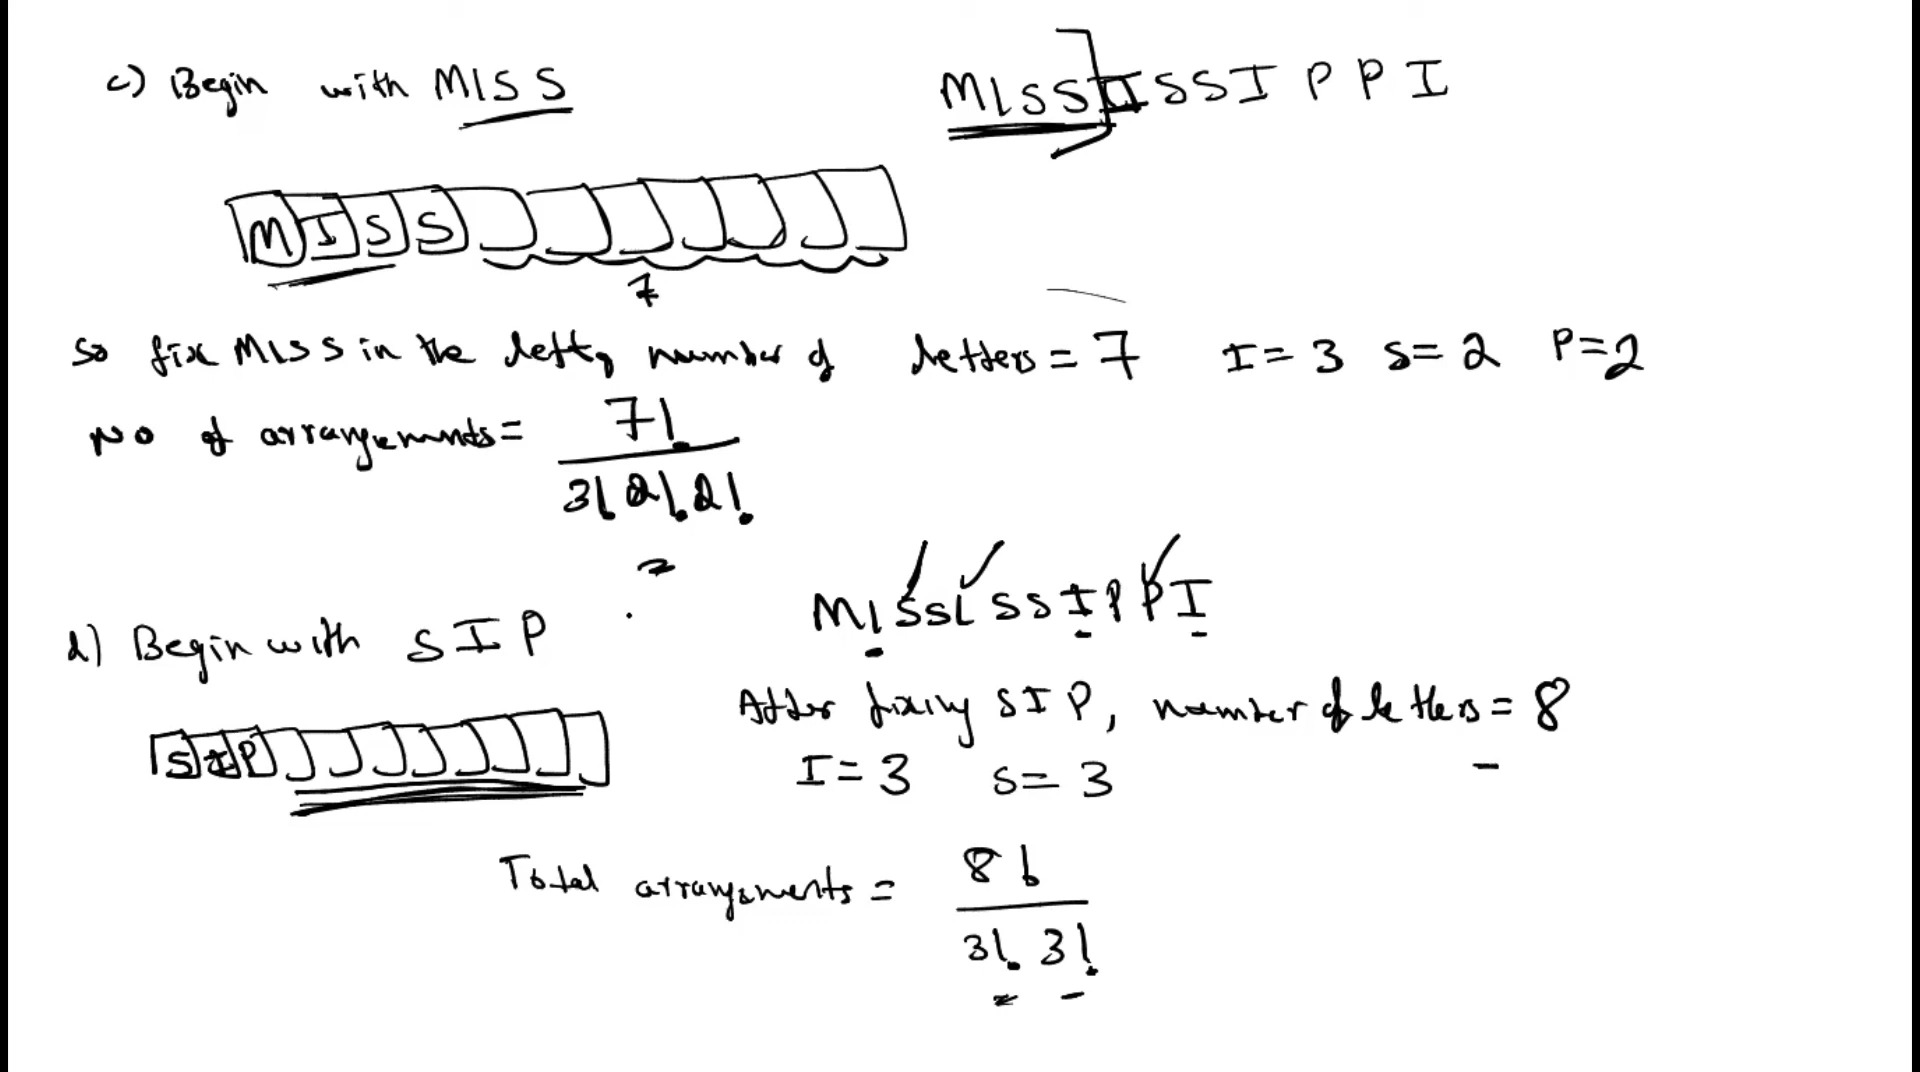 c) Begin with MISS
MISSISSIPPI
M I S S
7
So fix MISS in the left, number of letters = 7 I = 3 S = 2 P = 2
No of arrangements =
7!
3! 2! 2!
=
d) Begin with SIP
MISSISSIPPI
S I P
After fixing SIP, number of letters = 8
I = 3 S = 3
Total arrangements =
8!
3! 3!